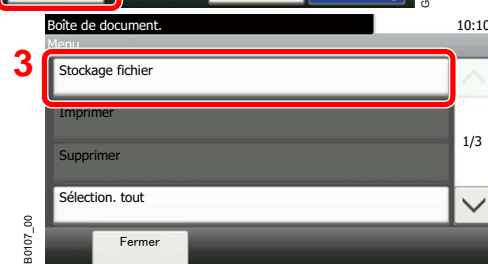 Boîte de document.
10:10
Menu
3
Stockage fichier
Imprimer
1/3
Supprimer
Sélection. tout
Fermer
B0107_00